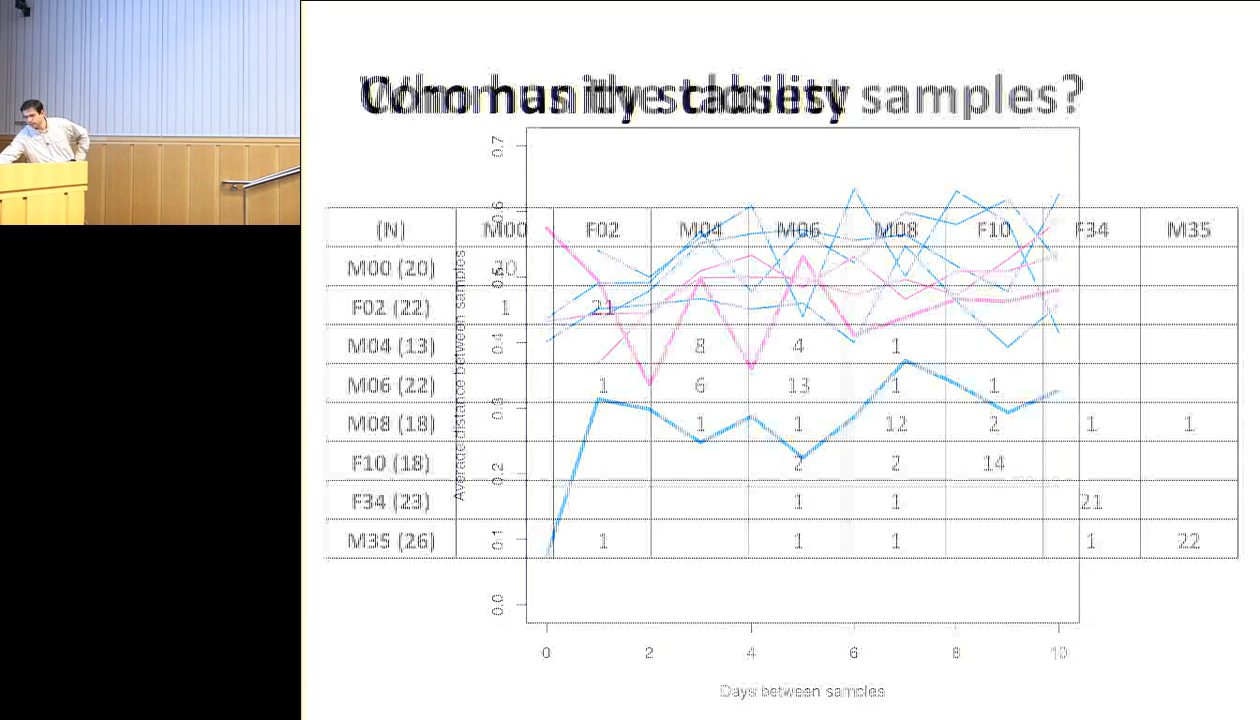 samples?
(N) M00 F02 M04 M06 M08 F10 F34 M35
M00 (20)
F02 (22) 1 21
M04 (13) 8 4 1
M06 (22) 1 6 13 1 1
M08 (18) 1 1 12 2 1 1
F10 (18) 2 2 14
F34 (23) 1 1 21
M35 (26) 1 1 1 1 22
Average distance between samples
0.7
0.6
0.5
0.4
0.3
0.2
0.1
0.0
0 2 4 6 8 10
Days between samples